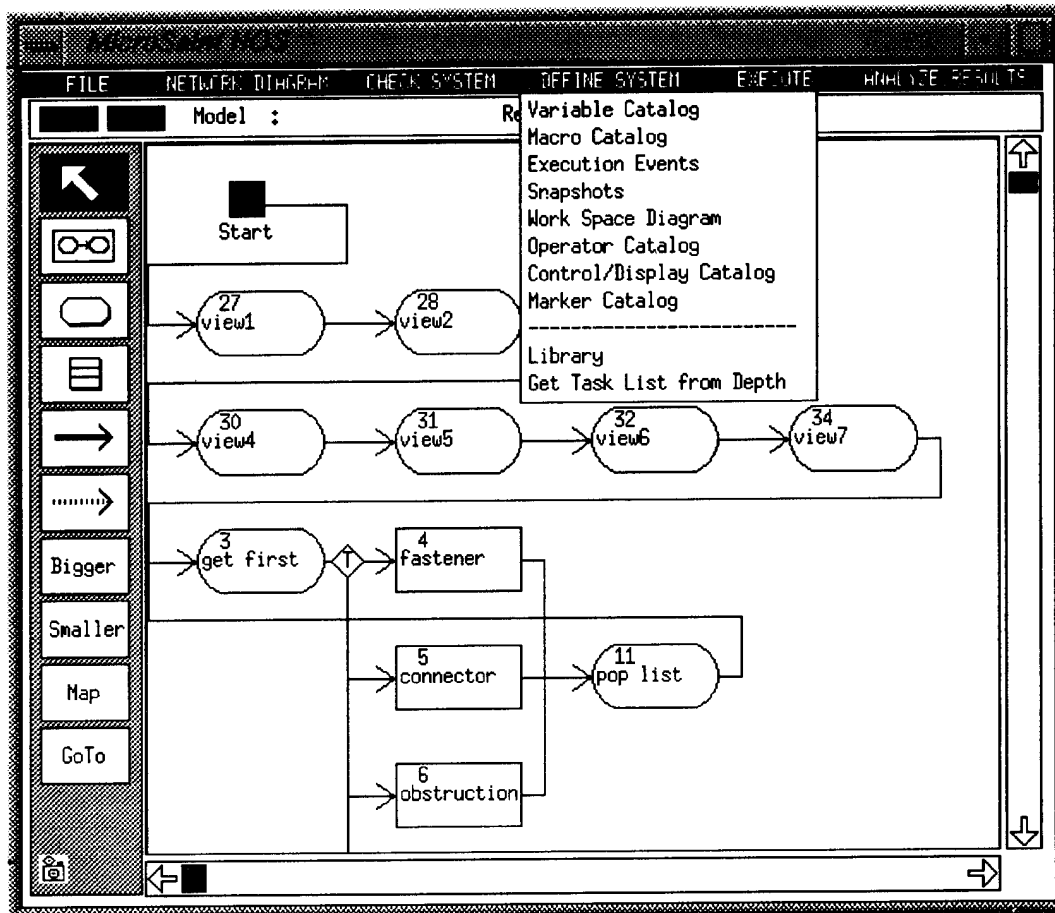 MicroSaint HOS
FILE NETWORK DIAGRAM CHECK SYSTEM DEFINE SYSTEM EXECUTE ANALYZE RESULTS
Model : Re
Variable Catalog
Macro Catalog
Execution Events
Snapshots
Work Space Diagram
Operator Catalog
Control/Display Catalog
Marker Catalog
Library
Get Task List from Depth
Start
27
view1
28
view2
30
view4
31
view5
32
view6
34
view7
3
get first
T
4
fastener
5
connector
11
pop list
6
obstruction
Bigger
Smaller
Map
GoTo